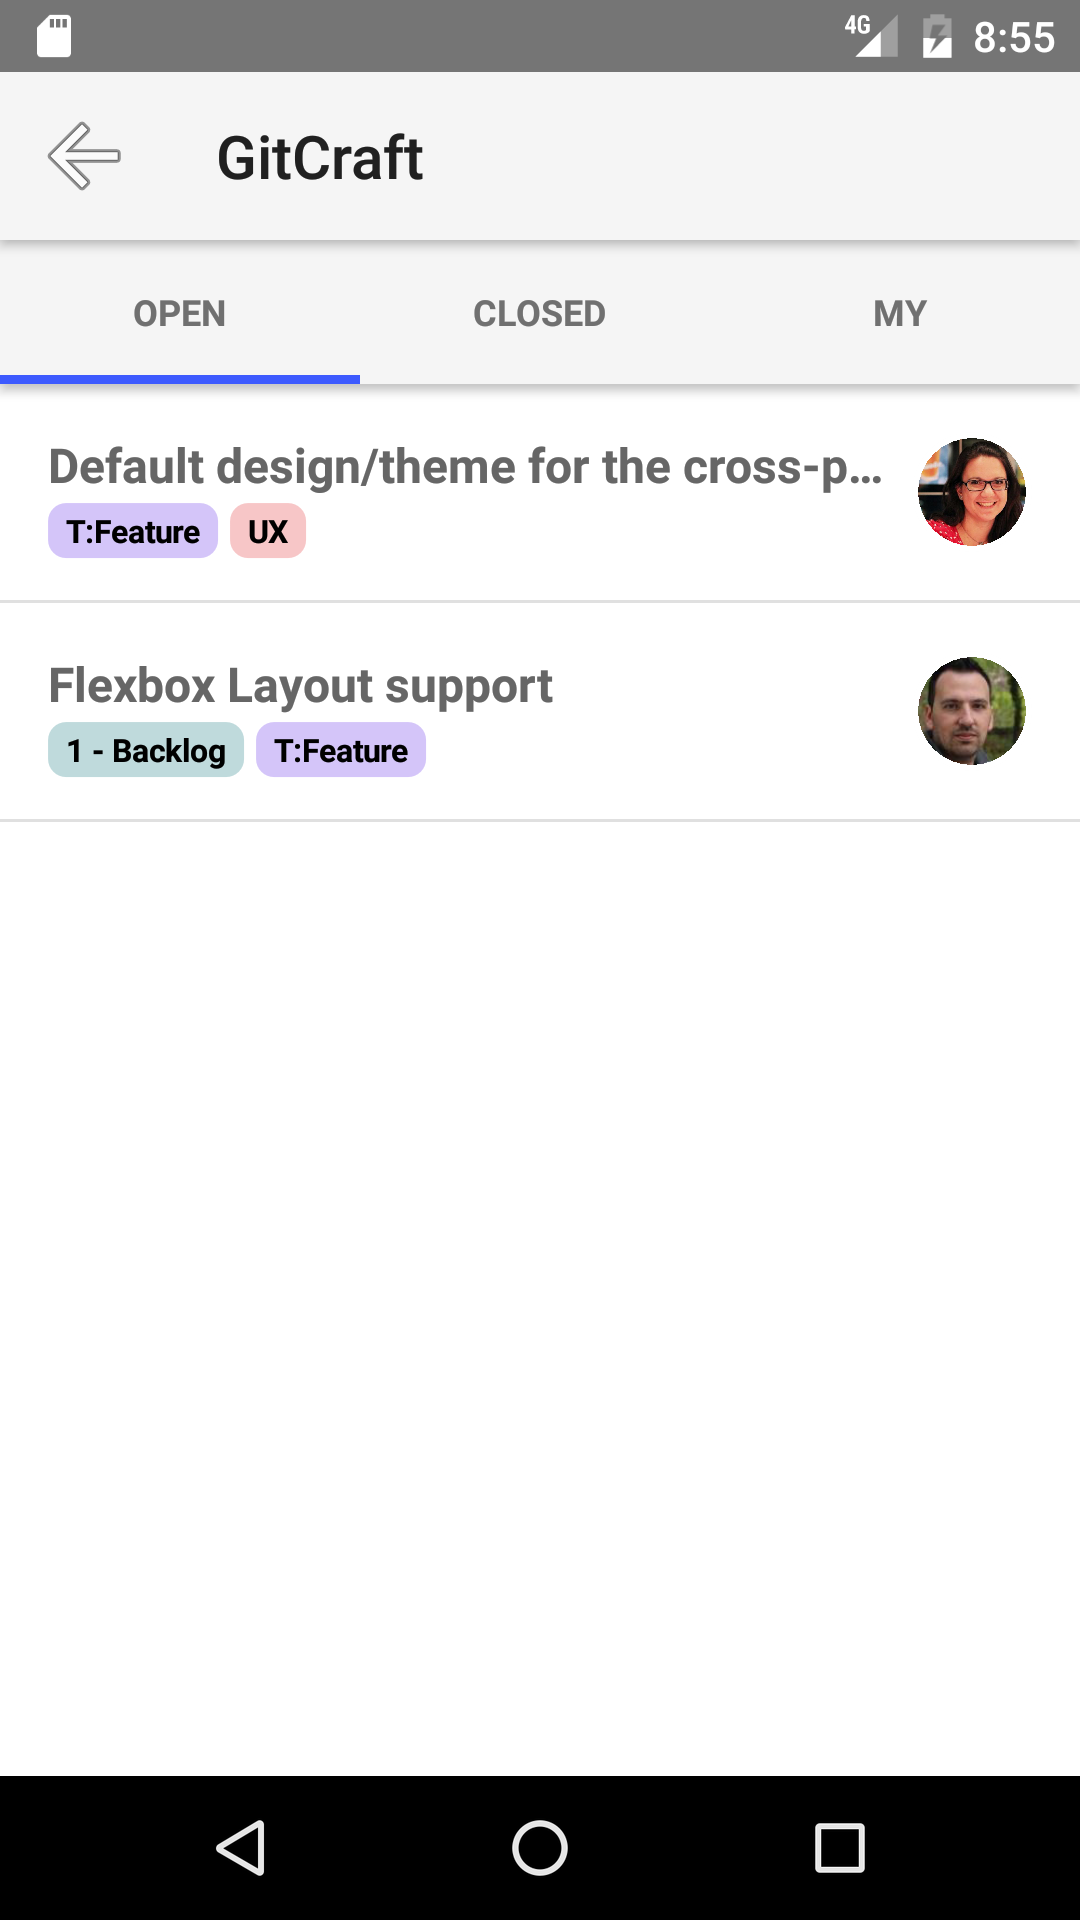 4G 8:55
GitCraft
OPEN CLOSED MY
Default design/theme for the cross-p...
T:Feature UX
Flexbox Layout support
1 - Backlog T:Feature